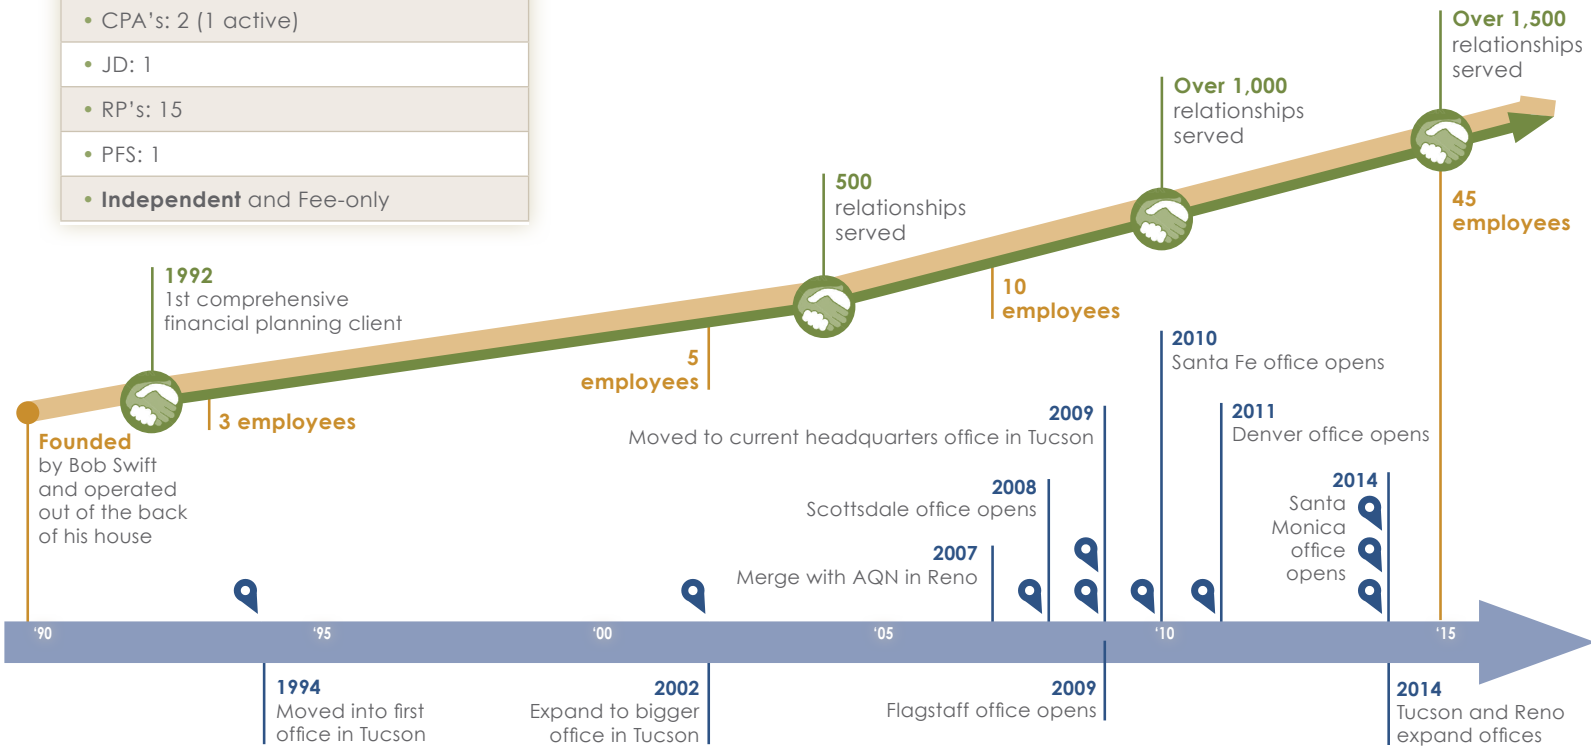 • CPA's: 2 (1 active)
• JD: 1
• RP's: 15
• PFS: 1
• Independent and Fee-only
Over 1,500
relationships
served
Over 1,000
relationships
served
500
relationships
served
45
employees
1992
1st comprehensive
financial planning client
10
employees
5
employees
3 employees
Founded
by Bob Swift
and operated
out of the back
of his house
2010
Santa Fe office opens
2009
Moved to current headquarters office in Tucson
2011
Denver office opens
2008
Scottsdale office opens
2014
Santa
Monica
office
opens
2007
Merge with AQN in Reno
'90
'95
'00
'05
'10
'15
1994
Moved into first
office in Tucson
2002
Expand to bigger
office in Tucson
2009
Flagstaff office opens
2014
Tucson and Reno
expand offices